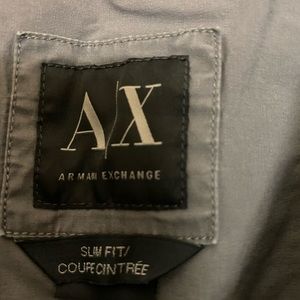 A|X
ARMANI EXCHANGE
SLIM FIT/
COUPE CINTRÉE